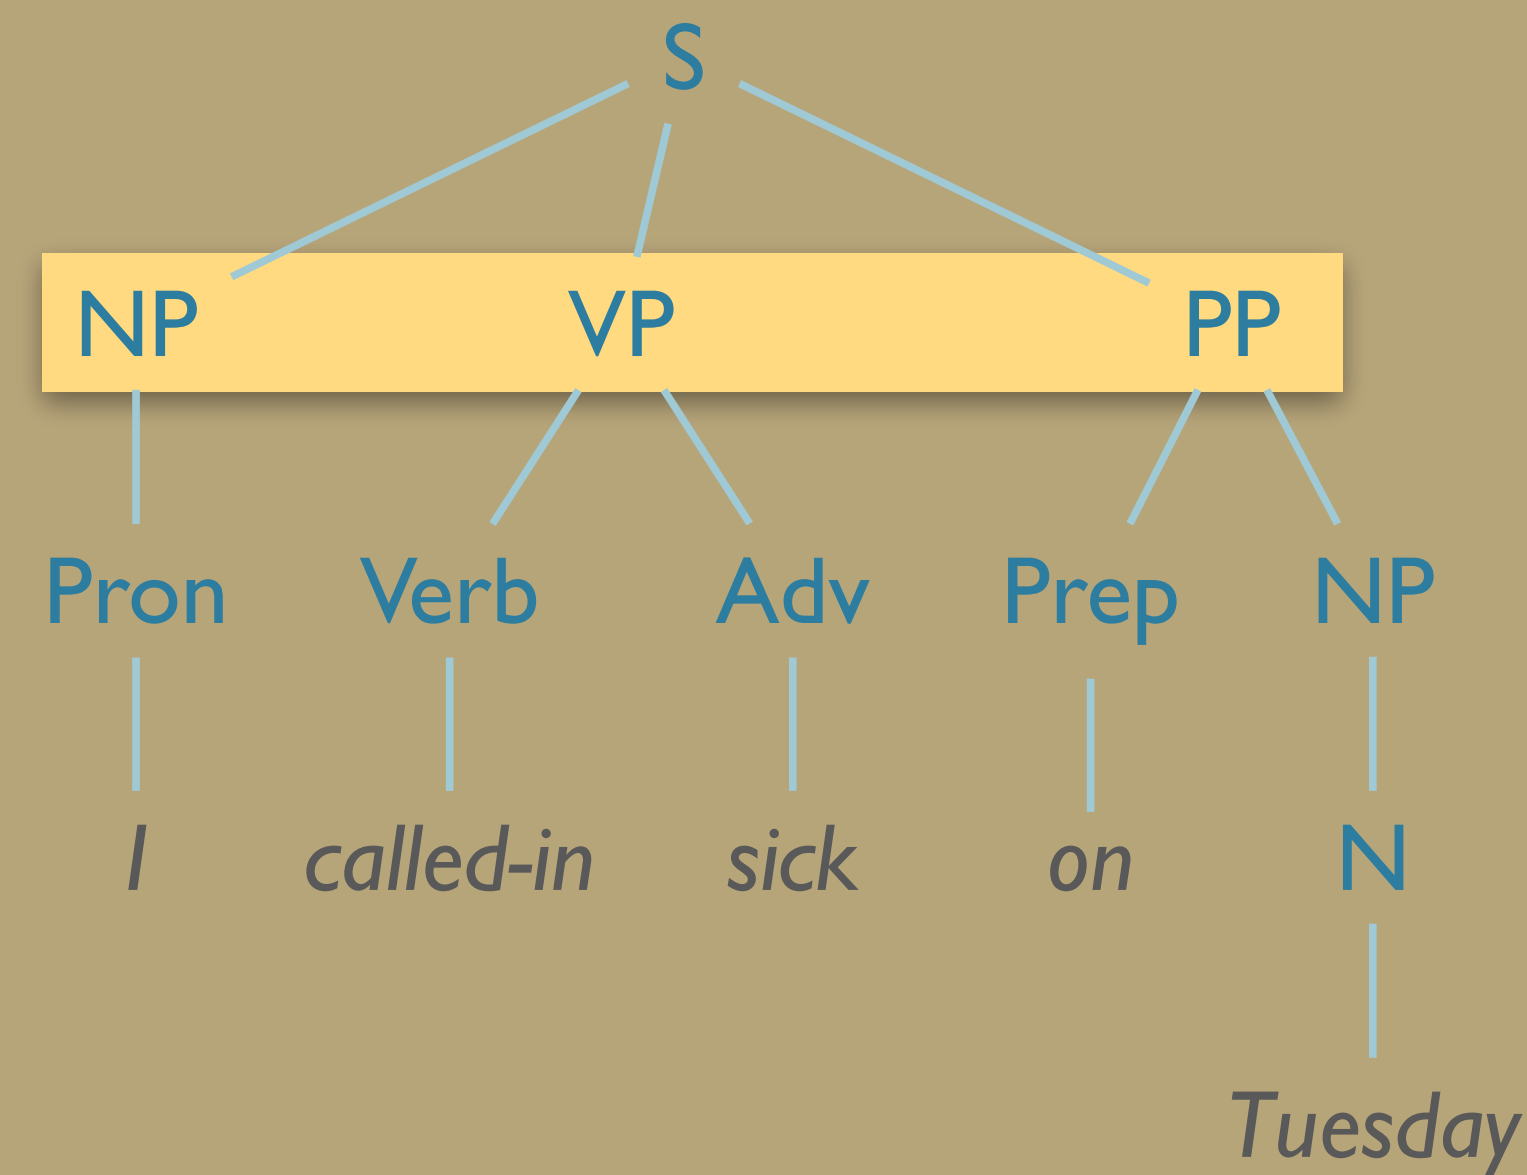 S
NP VP PP
Pron Verb Adv Prep NP
I called-in sick on N
Tuesday